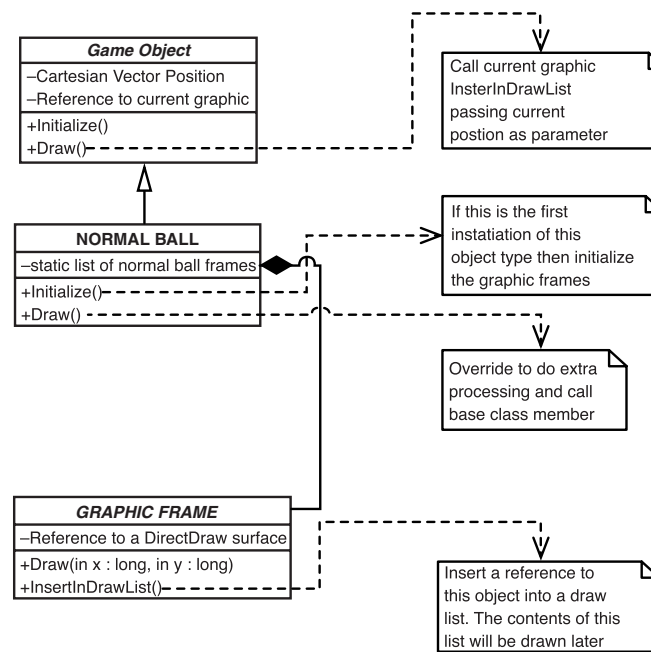 Game Object
–Cartesian Vector Position
–Reference to current graphic
+Initialize()
+Draw()
Call current graphic
InsterInDrawList
passing current
postion as parameter
NORMAL BALL
–static list of normal ball frames
+Initialize()
+Draw()
If this is the first
instatiation of this
object type then initialize
the graphic frames
Override to do extra
processing and call
base class member
GRAPHIC FRAME
–Reference to a DirectDraw surface
+Draw(in x : long, in y : long)
+InsertInDrawList()
Insert a reference to
this object into a draw
list. The contents of this
list will be drawn later